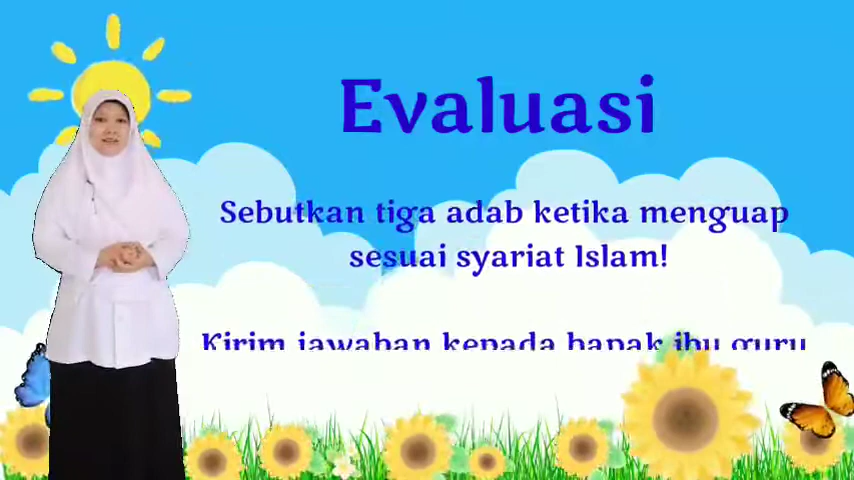 Evaluasi
Sebutkan tiga adab ketika menguap
sesuai syariat Islam!
Kirim jawaban kepada bapak ibu guru